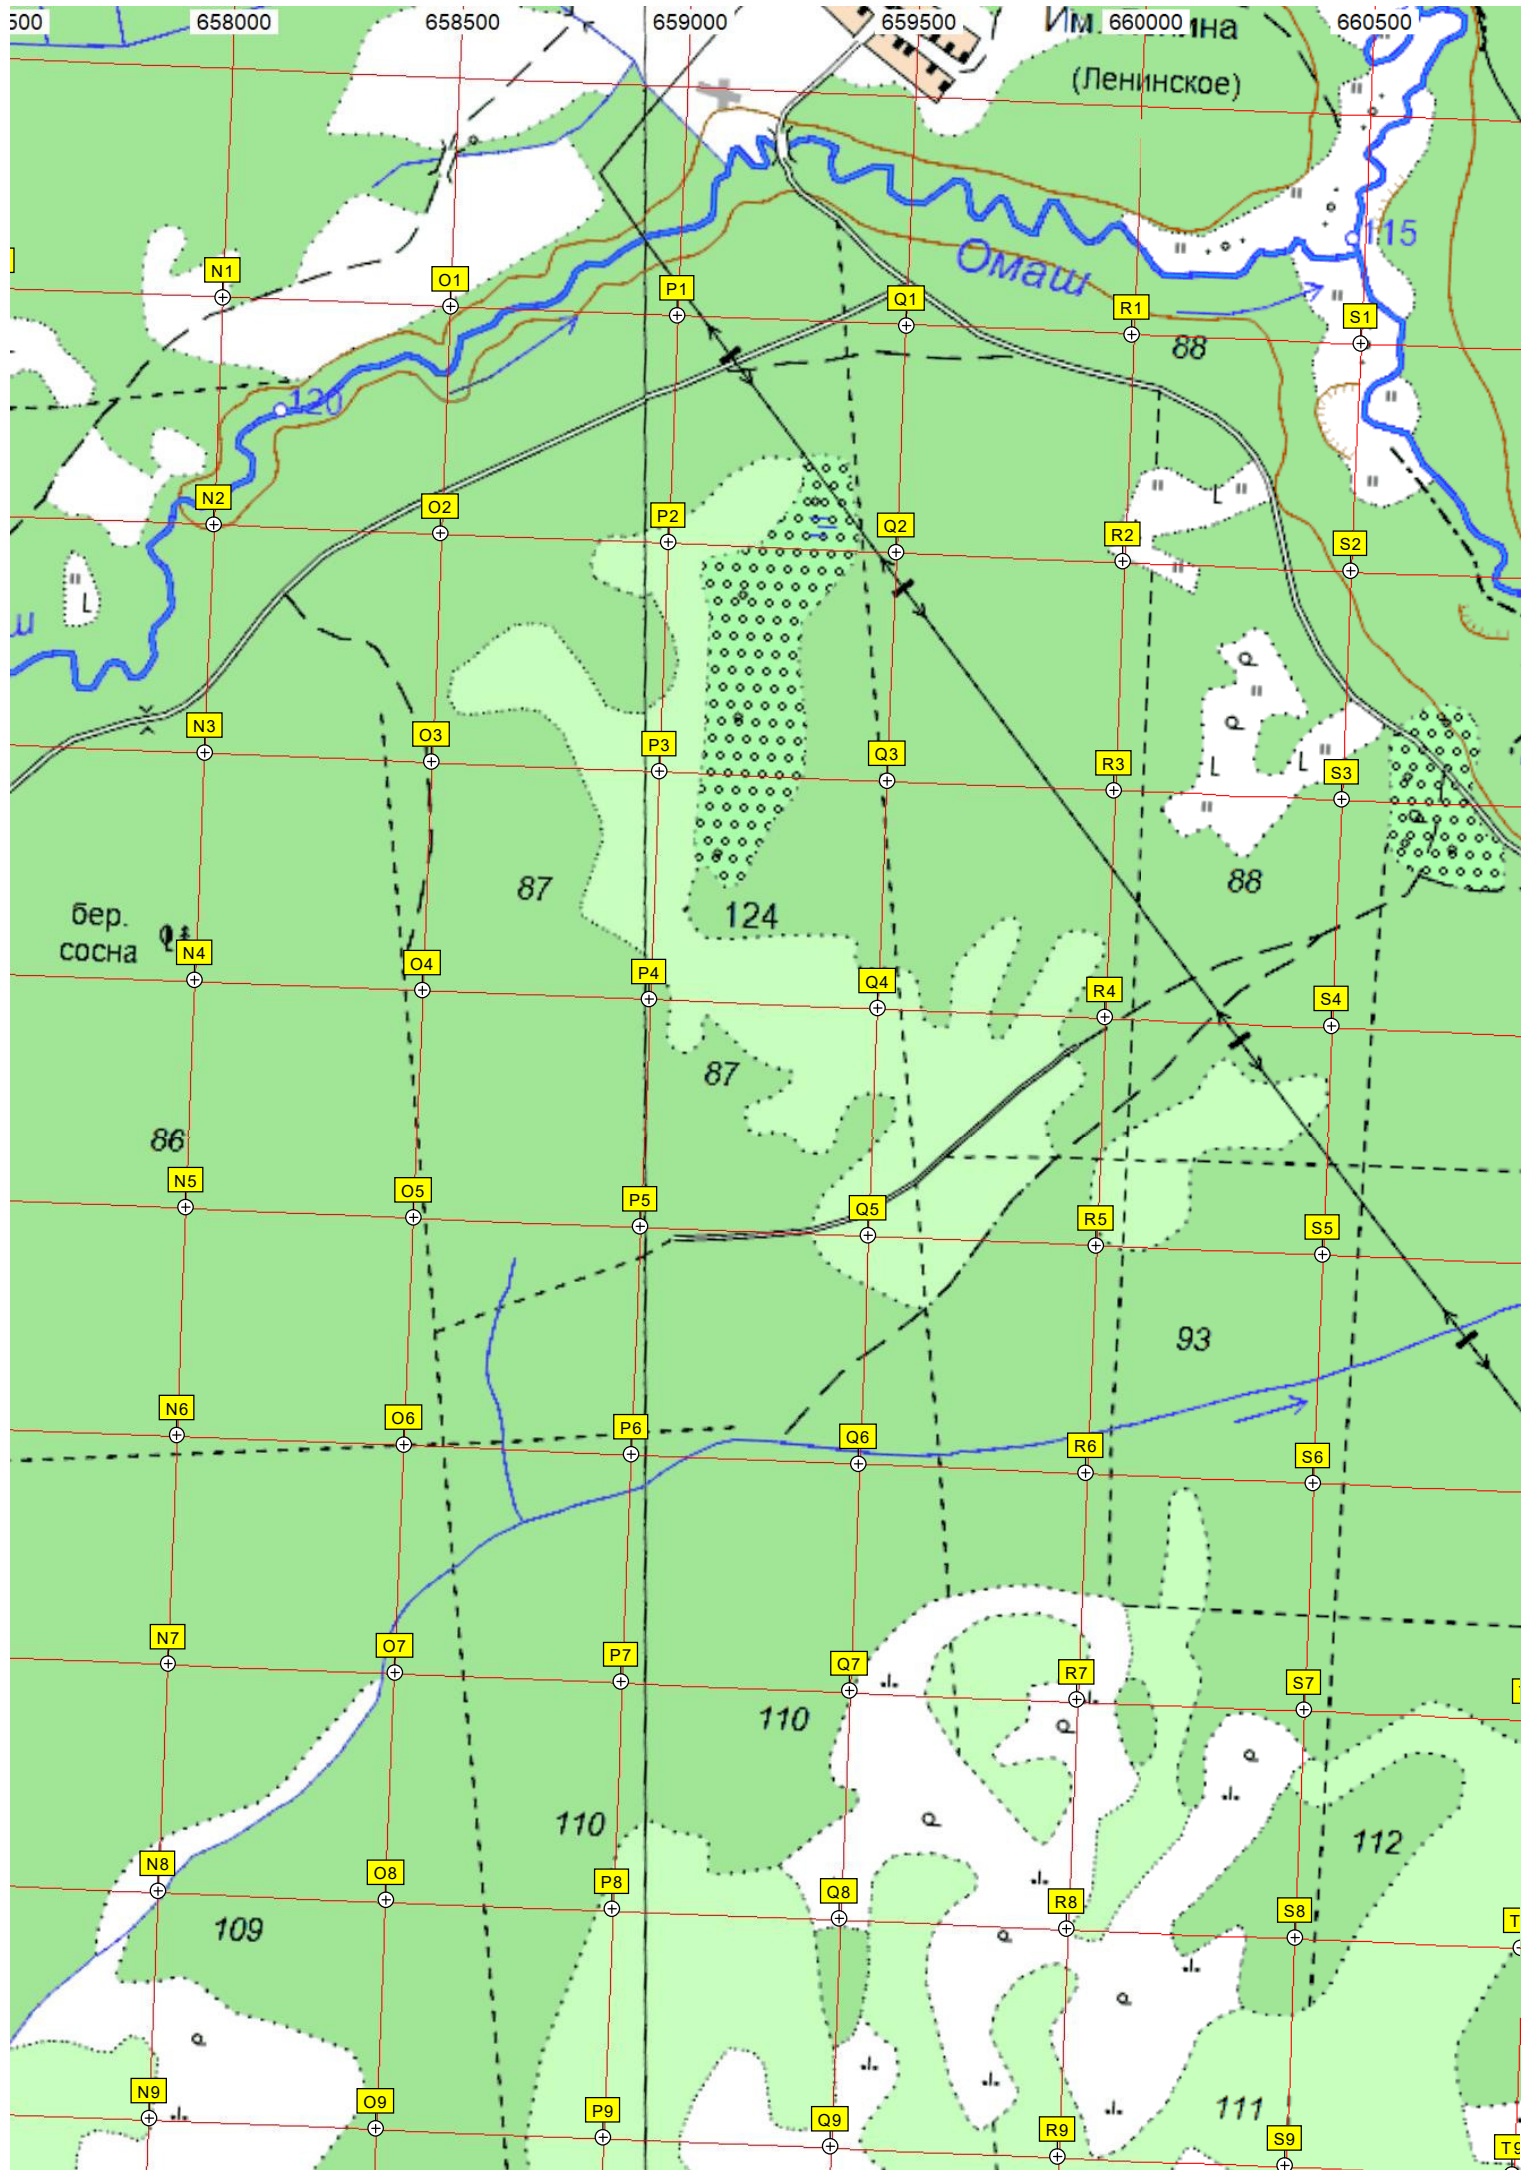 500 658000 658500 659000 659500 660000 660500
Им.
ина
(Ленинское)
115
Омаш
N1 O1 P1 Q1 R1 S1
88
120
N2 O2 P2 Q2 R2 S2
L
L
ш
N3 O3 P3 Q3 R3 S3
L L
87
88
124
бер.
сосна
N4 O4 P4 Q4 R4 S4
87
86
N5 O5 P5 Q5 R5 S5
93
N6 O6 P6 Q6 R6 S6
N7 O7 P7 Q7 R7 S7
110
110
112
N8 O8 P8 Q8 R8 S8
109
111
N9 O9 P9 Q9 R9 S9 T9